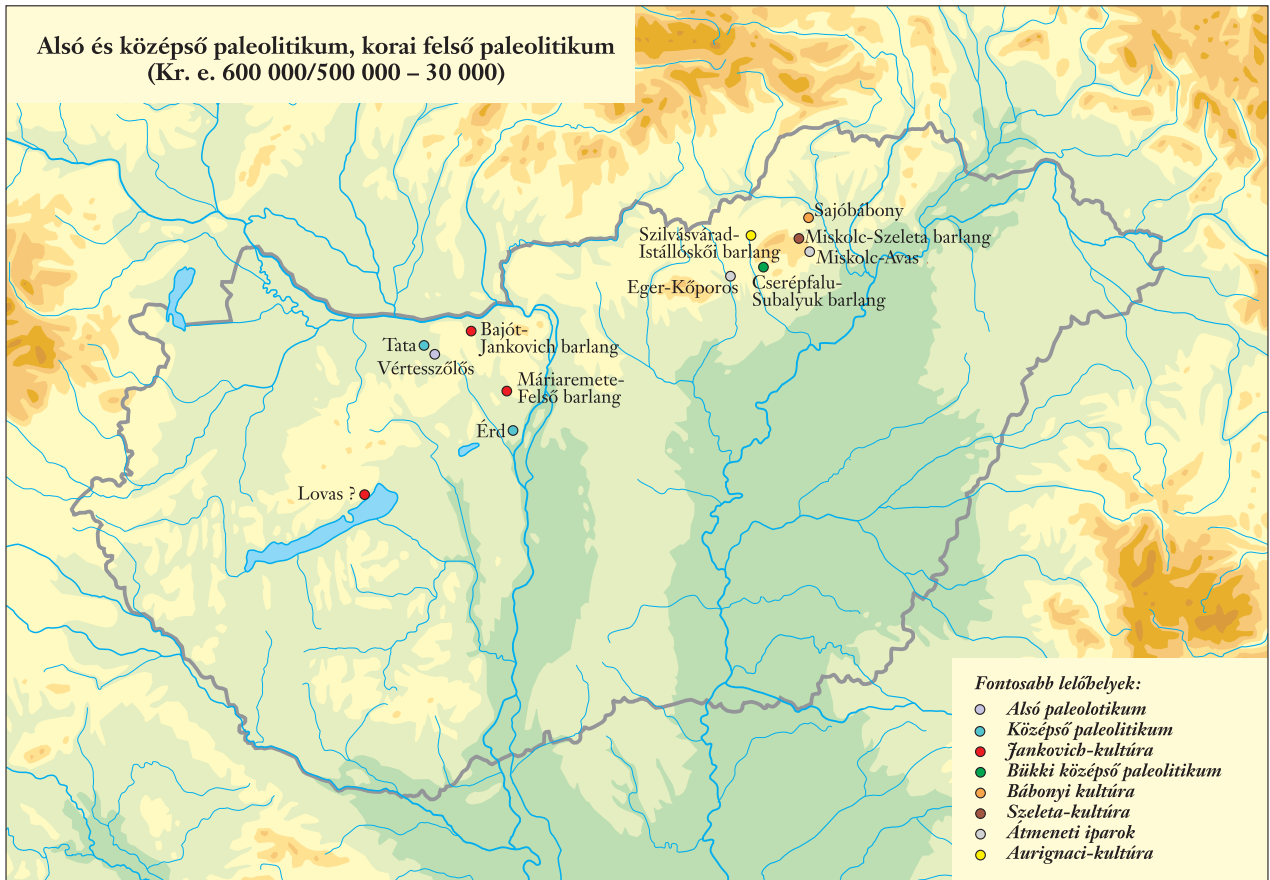 Alsó és középső paleolitikum, korai felső paleolitikum
(Kr. e. 600 000/500 000 – 30 000)
Sajóbábony
Szilvásvárad-
Istállóskői barlang
Miskolc-Szeleta barlang
Miskolc-Avas
Eger-Kőporos
Cserépfalu-
Subalyuk barlang
Bajót-
Jankovich barlang
Tata
Vértesszőlős
Máriaremete-
Felső barlang
Érd
Lovas ?
Fontosabb lelőhelyek:
Alsó paleolotikum
Középső paleolitikum
Jankovich-kultúra
Bükki középső paleolitikum
Bábonyi kultúra
Szeleta-kultúra
Átmeneti iparok
Aurignaci-kultúra